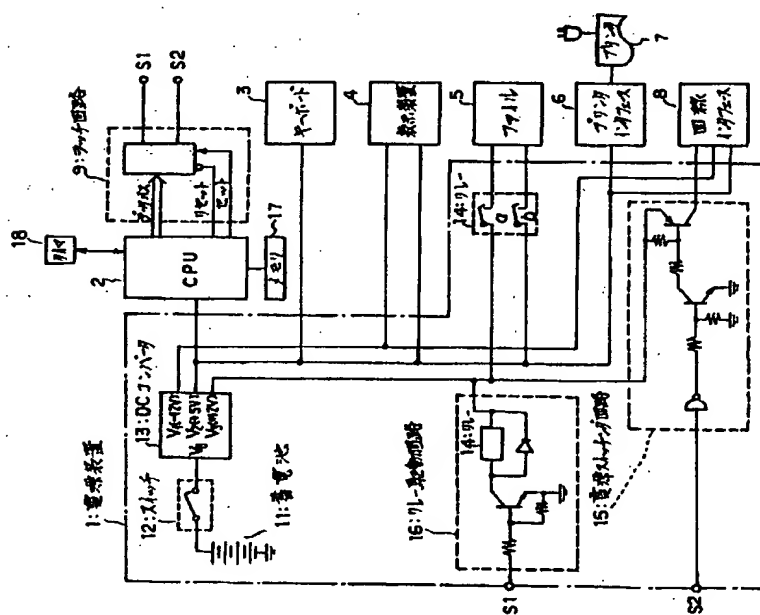 1:電源装置
12:スイッチ
11:蓄電池
13:DCコンバータ
V0
2
CPU
18
タイマ
17
メモリ
9:ラッチ回路
データバス
リセット
セット
S1
S2
3
キーボード
4
表示装置
5
ファイル
6
プリンタ
インタフェース
プリンタ
7
8
回線
インタフェース
14:リレー
a
b
16:リレー駆動回路
14:リレー
15:電源スイッチング回路
S1
S2